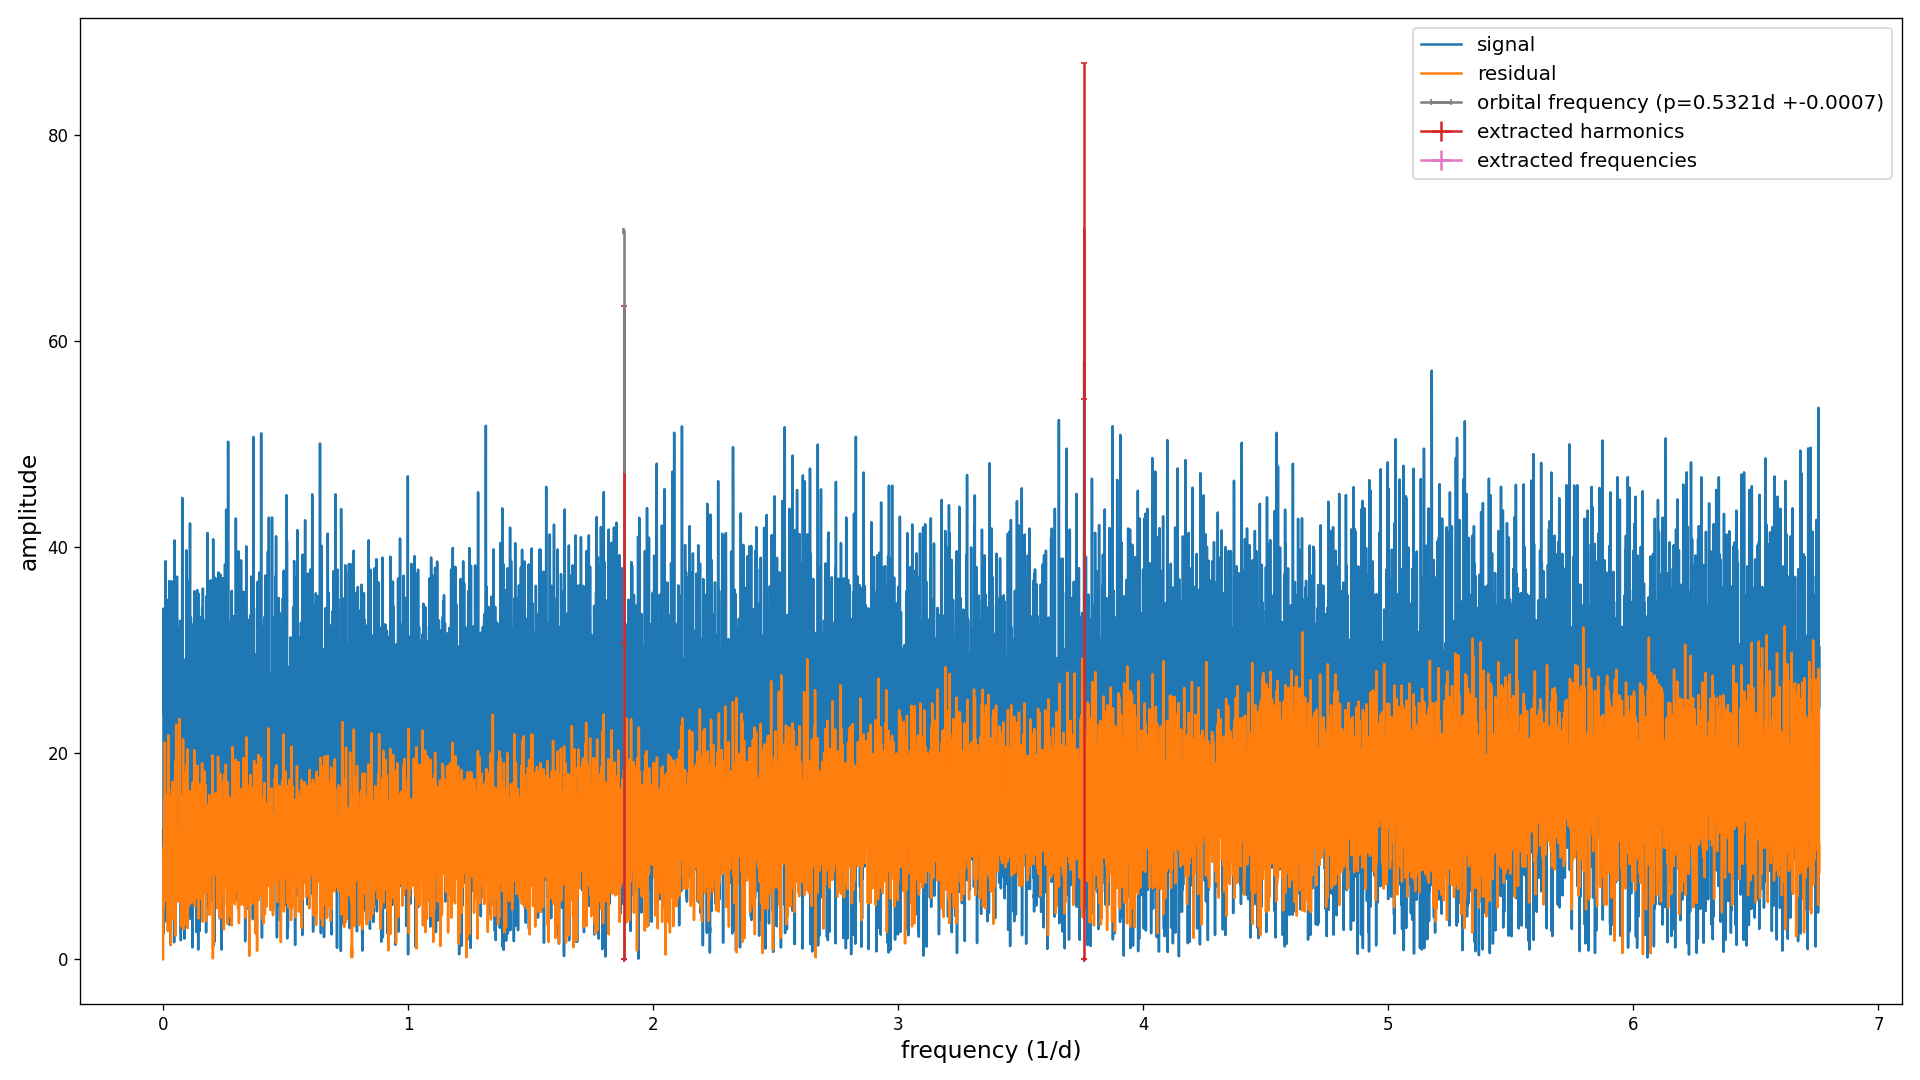 signal
residual
orbital frequency (p=0.5321d +-0.0007)
extracted harmonics
extracted frequencies
80
60
40
20
0
amplitude
0 1 2 3 4 5 6 7
frequency (1/d)